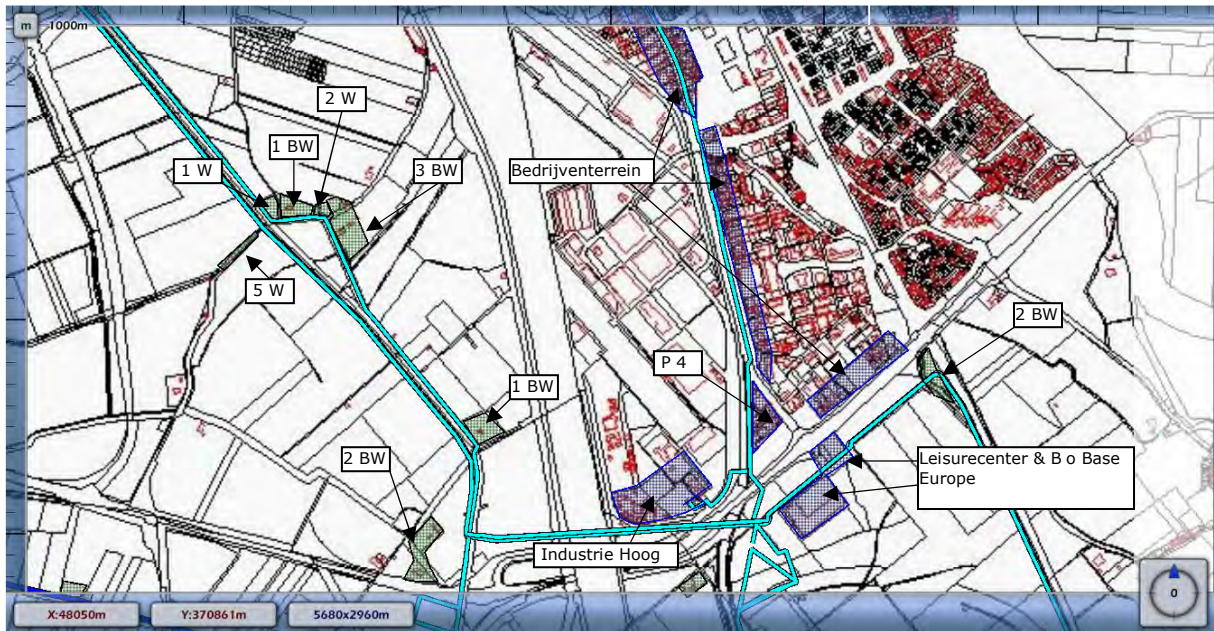 m 1000m
2 W
1 BW
1 W
3 BW
Bedrijventerrein
5 W
2 BW
P 4
1 BW
2 BW
Leisurecenter & B o Base
Europe
Industrie Hoog
X:48050m Y:370861m 5680x2960m
0